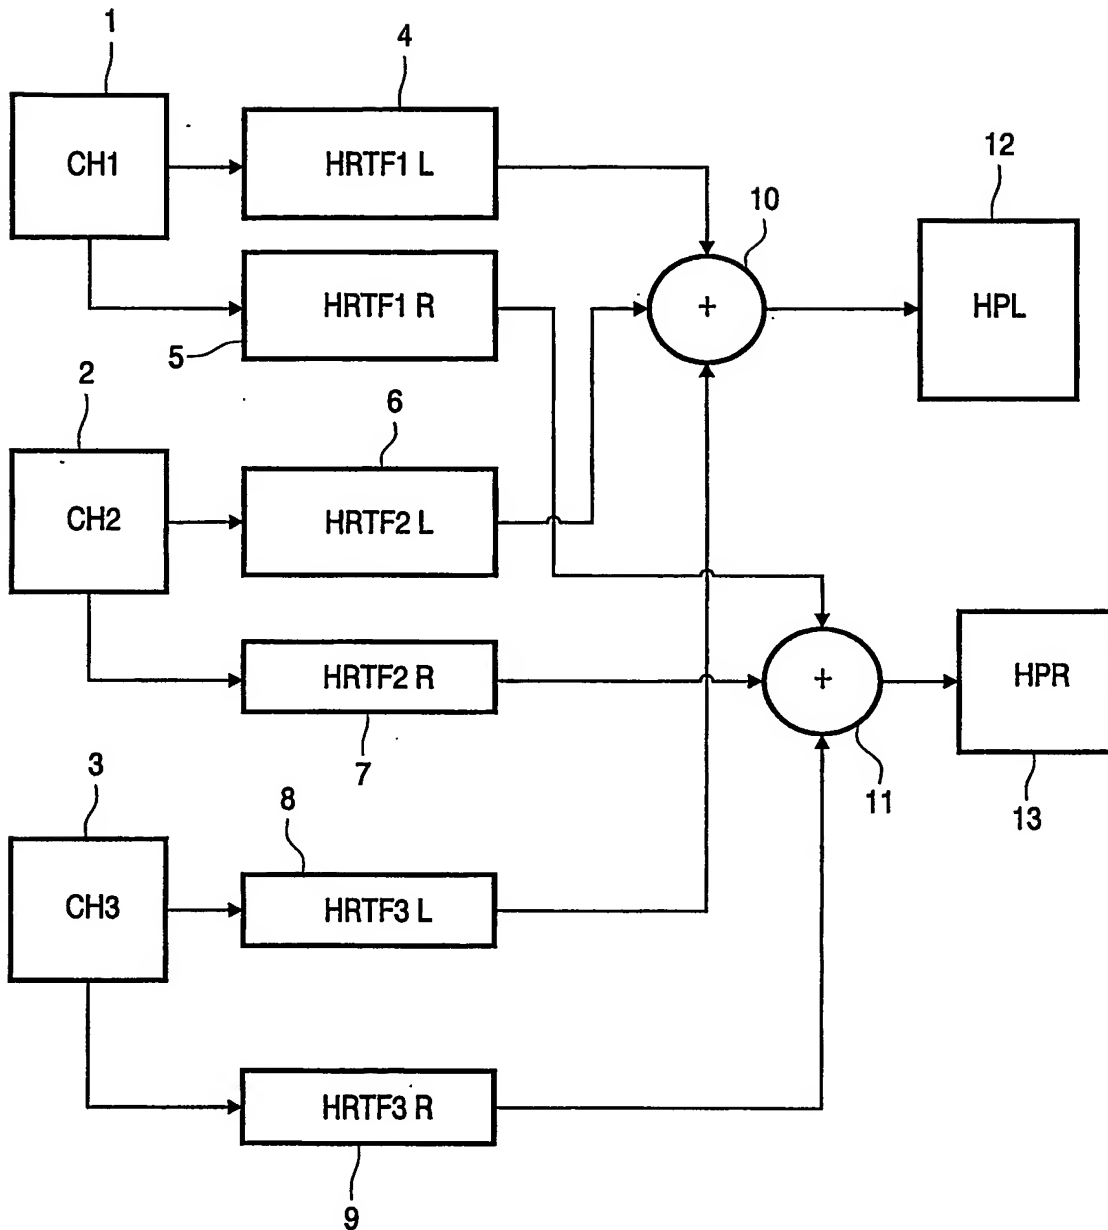 1
4
CH1
HRTF1 L
12
10
HRTF1 R
+
HPL
5
2
6
CH2
HRTF2 L
HRTF2 R
+
HPR
7
3
8
11
13
CH3
HRTF3 L
HRTF3 R
9